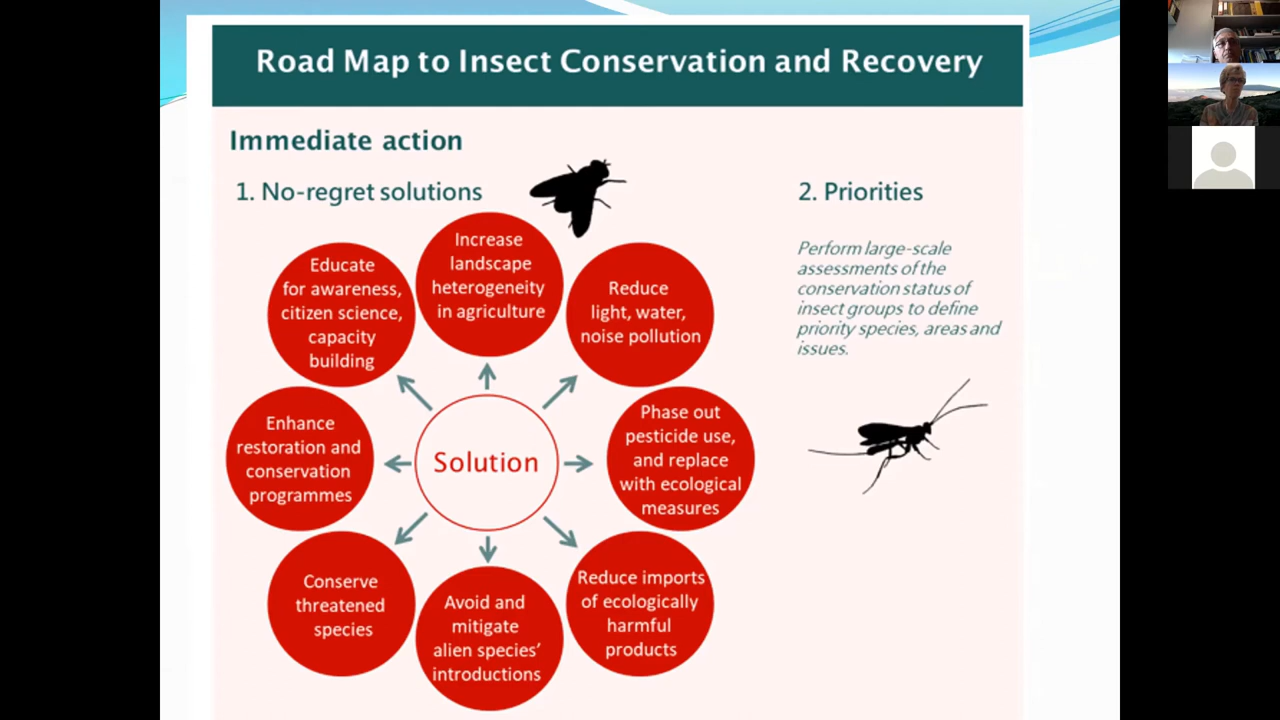 Road Map to Insect Conservation and Recovery
Immediate action
1. No-regret solutions
Increase
landscape
heterogeneity
in agriculture
Reduce
light, water,
noise pollution
Phase out
pesticide use,
and replace
with ecological
measures
Reduce imports
of ecologically
harmful
products
Avoid and
mitigate
alien species’
introductions
Conserve
threatened
species
Enhance
restoration and
conservation
programmes
Educate
for awareness,
citizen science,
capacity
building
Solution
2. Priorities
Perform large-scale
assessments of the
conservation status of
insect groups to define
priority species, areas and
issues.